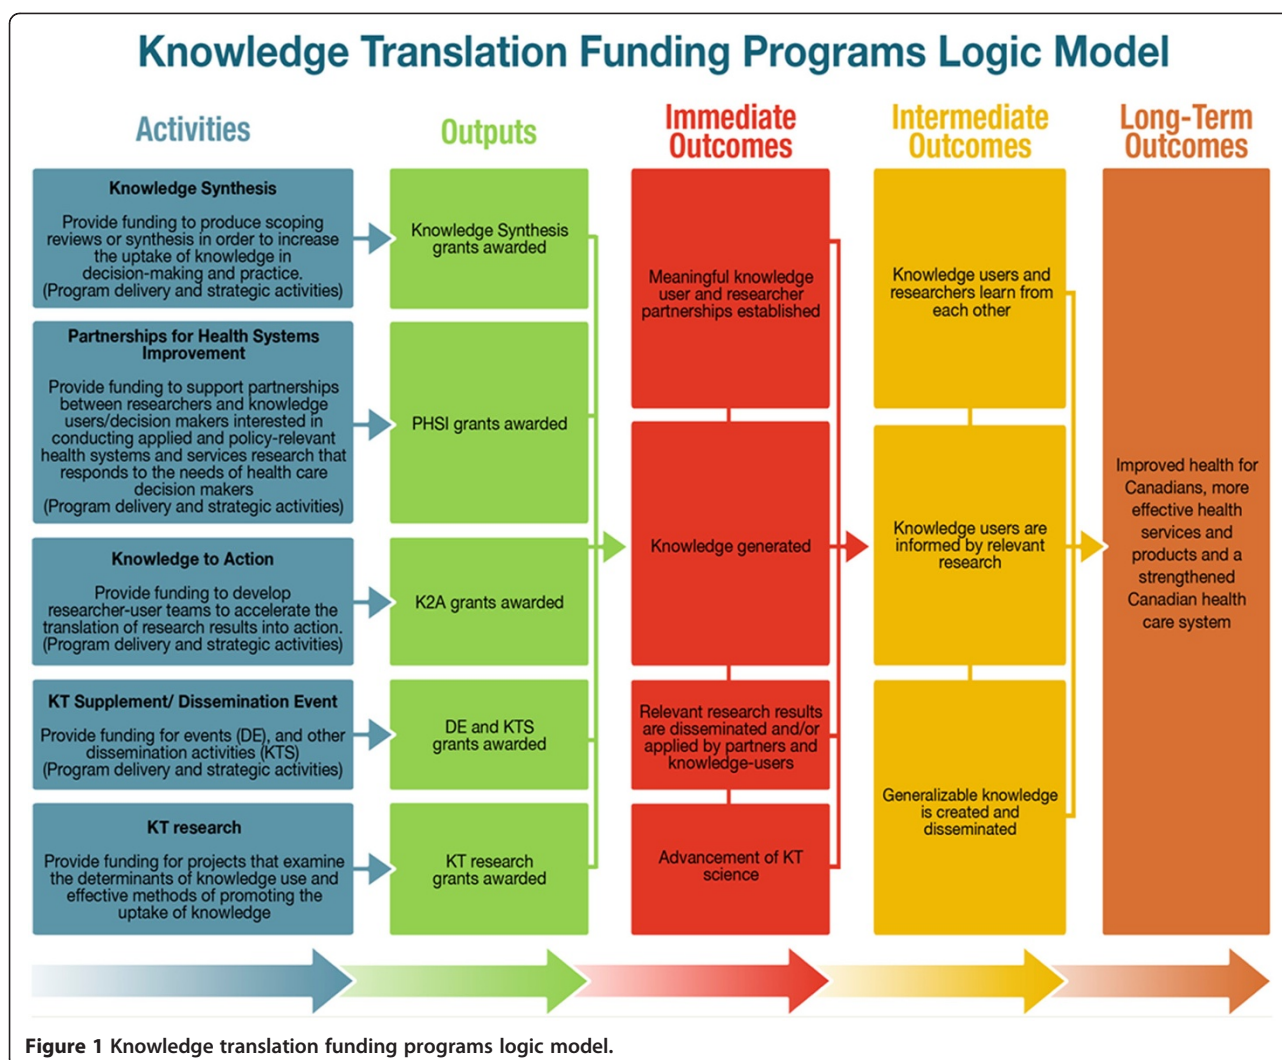 Knowledge Translation Funding Programs Logic Model
Activities
Knowledge Synthesis
Provide funding to produce scoping
reviews or synthesis in order to increase
the uptake of knowledge in
decision-making and practice.
(Program delivery and strategic activities)
Partnerships for Health Systems
Improvement
Provide funding to support partnerships
between researchers and knowledge
users/decision makers interested in
conducting applied and policy-relevant
health systems and services research that
responds to the needs of health care
decision makers
(Program delivery and strategic activities)
Knowledge to Action
Provide funding to develop
researcher-user teams to accelerate the
translation of research results into action.
(Program delivery and strategic activities)
KT Supplement/ Dissemination Event
Provide funding for events (DE), and other
dissemination activities (KTS)
(Program delivery and strategic activities)
KT research
Provide funding for projects that examine
the determinants of knowledge use and
effective methods of promoting the
uptake of knowledge
Outputs
Knowledge Synthesis
grants awarded
PHSI grants awarded
K2A grants awarded
DE and KTS
grants awarded
KT research
grants awarded
Immediate
Outcomes
Meaningful knowledge
user and researcher
partnerships established
Knowledge generated
Relevant research results
are disseminated and/or
applied by partners and
knowledge-users
Advancement of KT
science
Intermediate
Outcomes
Knowledge users and
researchers learn from
each other
Knowledge users are
informed by relevant
research
Generalizable knowledge
is created and
disseminated
Long-Term
Outcomes
Improved health for
Canadians, more
effective health
services and
products and a
strengthened
Canadian health
care system
Figure 1 Knowledge translation funding programs logic model.